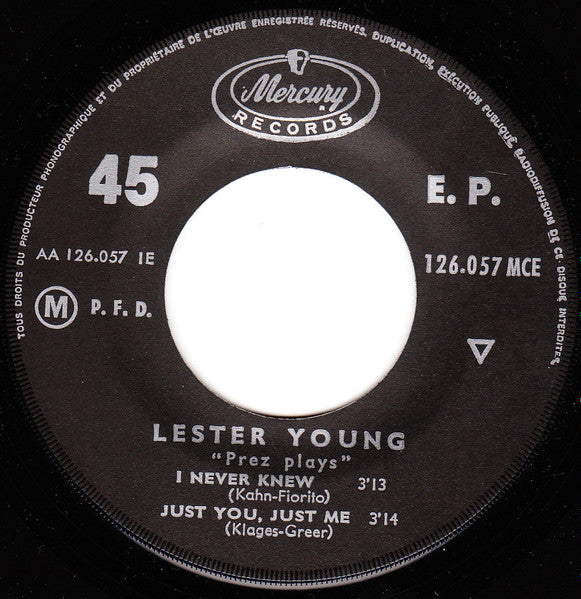 TOUS DROITS DU PRODUCTEUR PHONOGRAPHIQUE ET DU PROPRIÉTAIRE DE L'ŒUVRE ENREGISTRÉE RÉSERVÉS. DUPLICATION, EXÉCUTION PUBLIQUE, RADIODIFFUSION DE CE DISQUE INTERDITES.
Mercury
RECORDS
45
E. P.
AA 126.057 1E
126.057 MCE
M P. F. D.
LESTER YOUNG
"Prez plays"
I NEVER KNEW 3'13
(Kahn-Fiorito)
JUST YOU, JUST ME 3'14
(Klages-Greer)